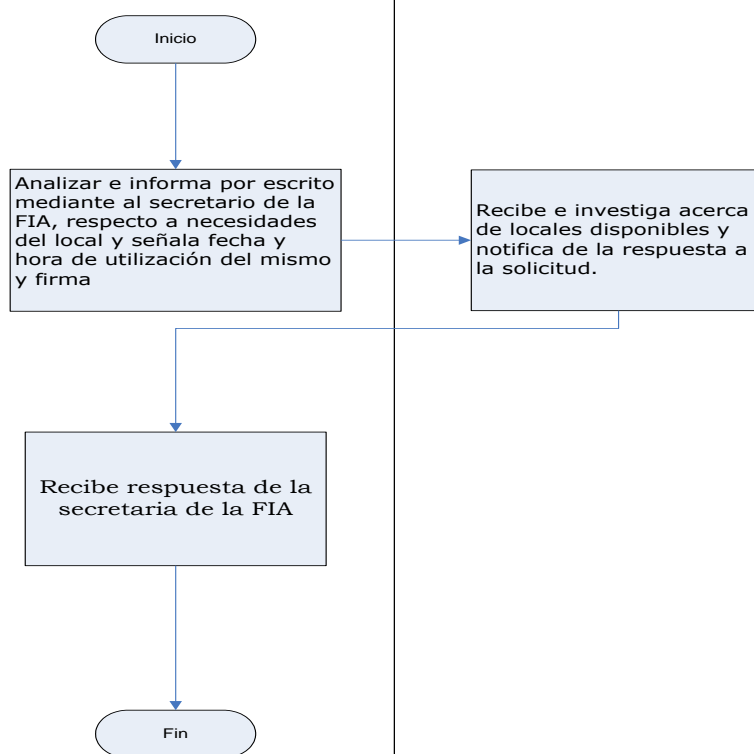 Inicio
Analizar e informa por escrito
mediante al secretario de la
FIA, respecto a necesidades
del local y señala fecha y
hora de utilización del mismo
y firma
Recibe e investiga acerca
de locales disponibles y
notifica de la respuesta a
la solicitud.
Recibe respuesta de la
secretaria de la FIA
Fin